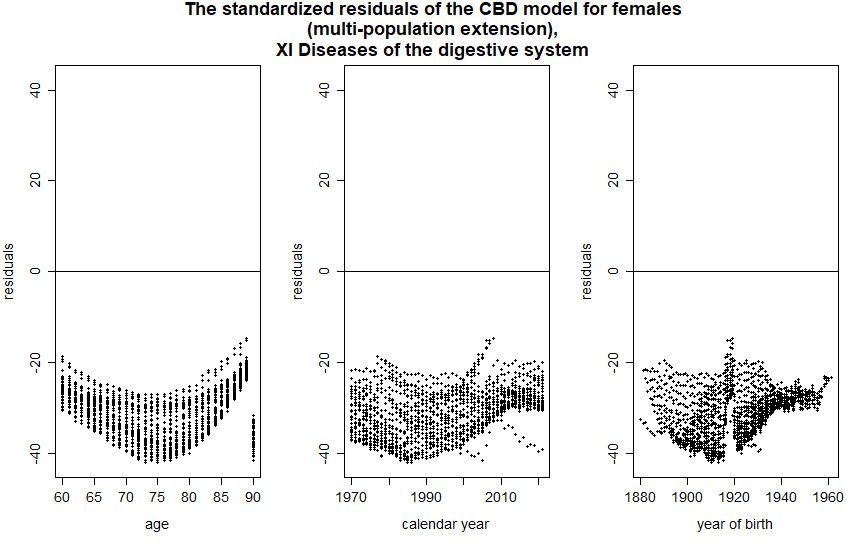 The standardized residuals of the CBD model for females
(multi-population extension),
XI Diseases of the digestive system
residuals
40
20
0
-20
-40
60 65 70 75 80 85 90
age
residuals
40
20
0
-20
-40
1970 1990 2010
calendar year
residuals
40
20
0
-20
-40
1880 1900 1920 1940 1960
year of birth